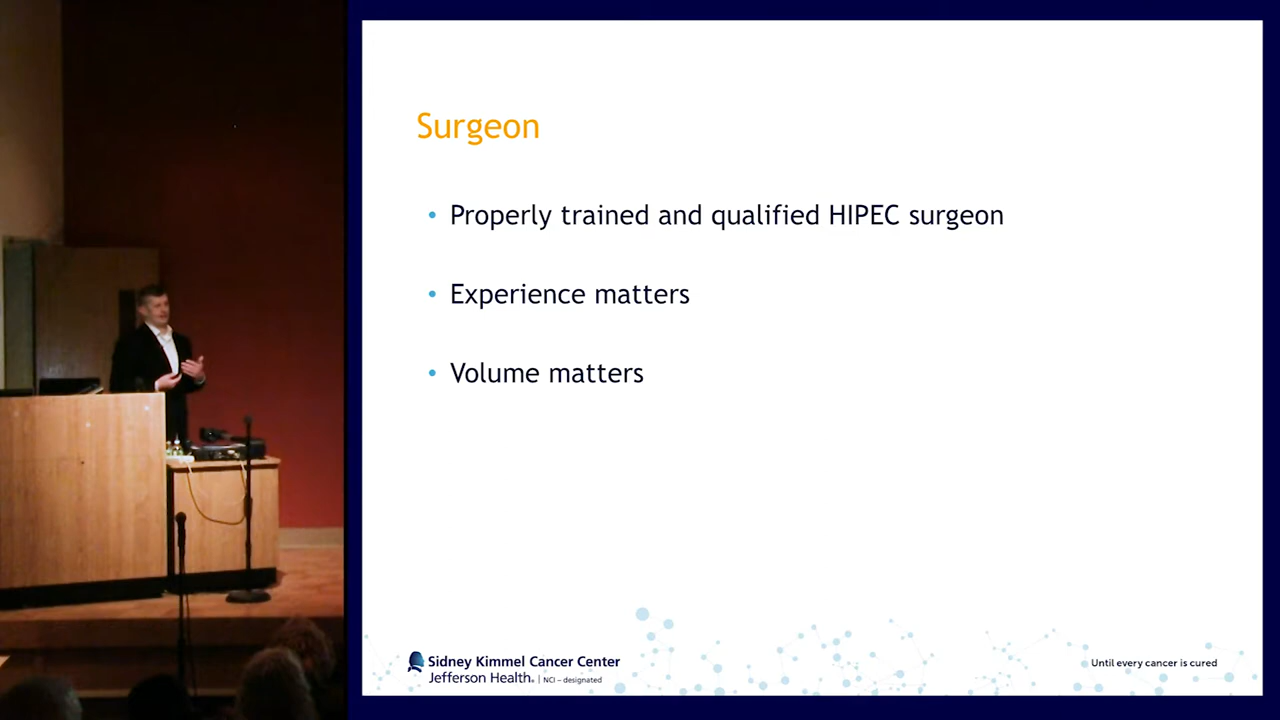 Surgeon
• Properly trained and qualified HIPEC surgeon
• Experience matters
• Volume matters
Sidney Kimmel Cancer Center
Jefferson Health® | NCI – designated
Until every cancer is cured